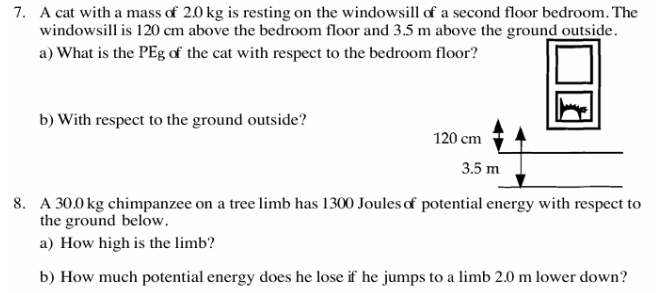 7. A cat with a mass of 2.0 kg is resting on the windowsill of a second floor bedroom. The
windowsill is 120 cm above the bedroom floor and 3.5 m above the ground outside.
a) What is the PEg of the cat with respect to the bedroom floor?
b) With respect to the ground outside?
120 cm
3.5 m
8. A 30.0 kg chimpanzee on a tree limb has 1300 Joules of potential energy with respect to
the ground below.
a) How high is the limb?
b) How much potential energy does he lose if he jumps to a limb 2.0 m lower down?